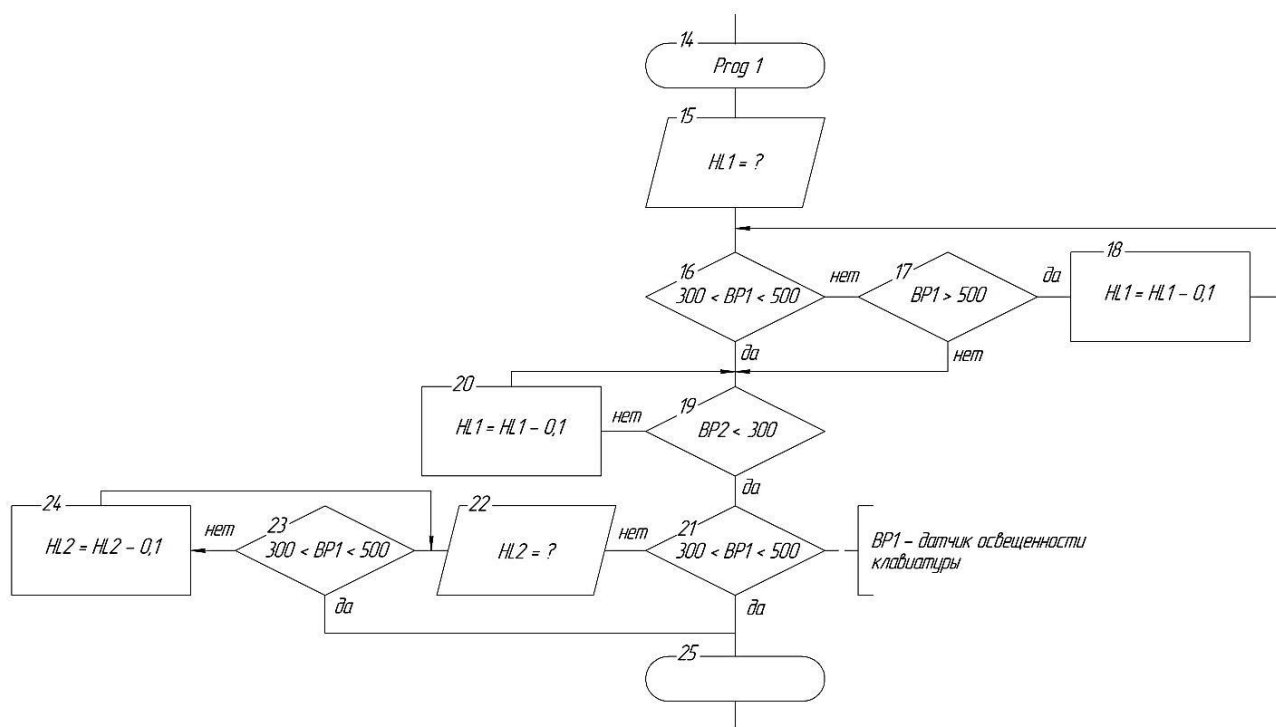 14
Prog 1
15
HL1 = ?
16
300 < BP1 < 500
нет
17
BP1 > 500
да
18
HL1 = HL1 – 0,1
да
нет
20
HL1 = HL1 – 0,1
нет
19
BP2 < 300
да
24
HL2 = HL2 – 0,1
нет
23
300 < BP1 < 500
да
22
HL2 = ?
нет
21
300 < BP1 < 500
да
BP1 – датчик освещенности
клавиатуры
25